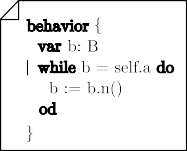 behavior {
var b: B
| while b = self.a do
b := b.n()
od
}